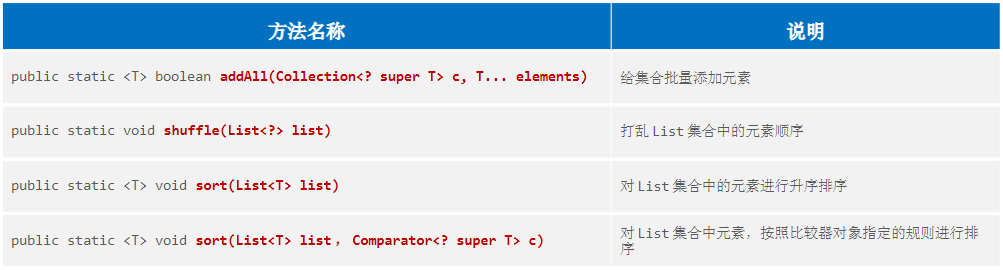 方法名称 说明
public static <T> boolean addAll(Collection<? super T> c, T... elements) 给集合批量添加元素
public static void shuffle(List<?> list) 打乱 List 集合中的元素顺序
public static <T> void sort(List<T> list) 对 List 集合中的元素进行升序排序
public static <T> void sort(List<T> list，Comparator<? super T> c) 对 List 集合中元素，按照比较器对象指定的规则进行排
序